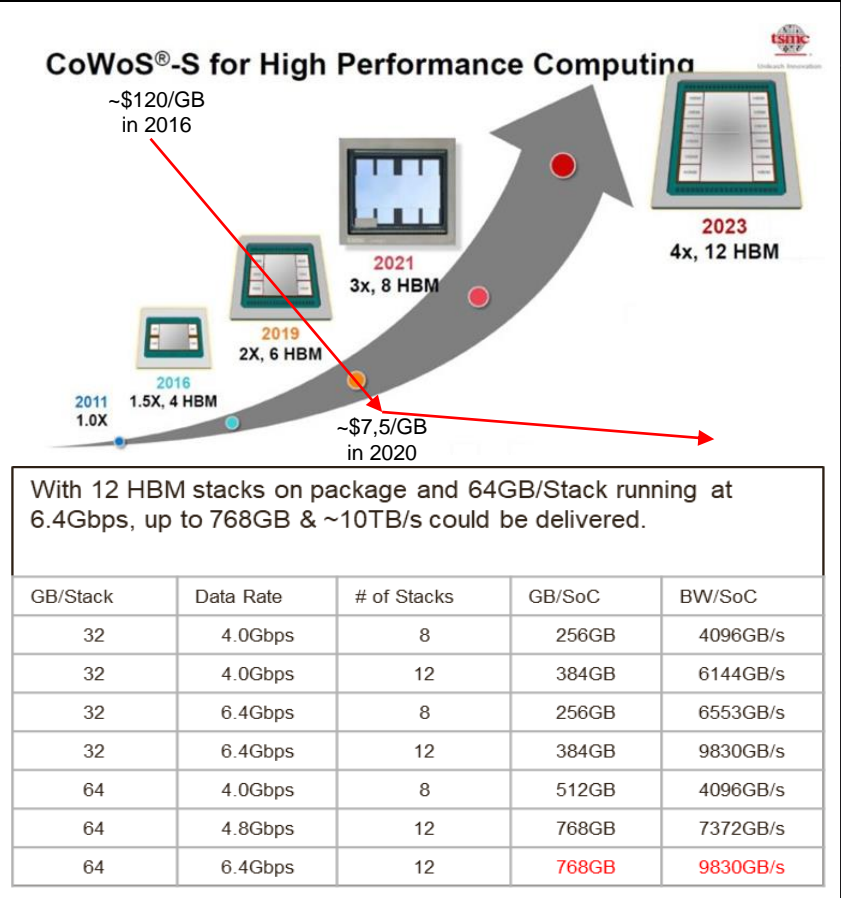 tsmc
Unleash Innovation
CoWoS®-S for High Performance Computing
~$120/GB
in 2016
2023
4x, 12 HBM
2021
3x, 8 HBM
2019
2X, 6 HBM
2016
1.5X, 4 HBM
2011
1.0X
~$7,5/GB
in 2020
With 12 HBM stacks on package and 64GB/Stack running at
6.4Gbps, up to 768GB & ~10TB/s could be delivered.
GB/Stack Data Rate # of Stacks GB/SoC BW/SoC
32 4.0Gbps 8 256GB 4096GB/s
32 4.0Gbps 12 384GB 6144GB/s
32 6.4Gbps 8 256GB 6553GB/s
32 6.4Gbps 12 384GB 9830GB/s
64 4.0Gbps 8 512GB 4096GB/s
64 4.8Gbps 12 768GB 7372GB/s
64 6.4Gbps 12 768GB 9830GB/s